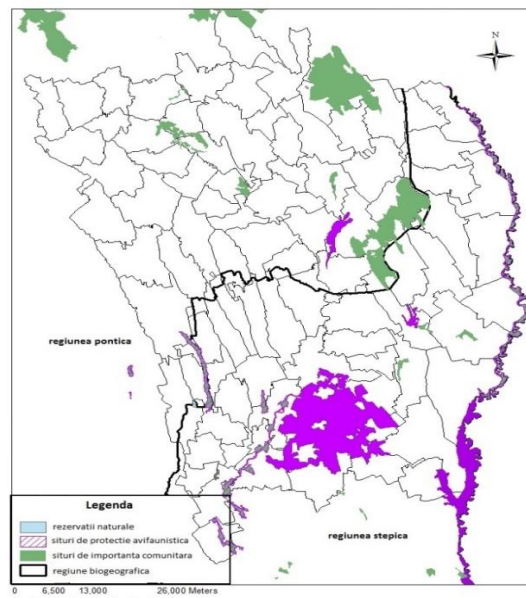 N
regiunea pontica
regiunea stepica
Legenda
rezervatii naturale
situri de protectie avifaunistica
situri de importanta comunitara
regiune biogeografica
0 6,500 13,000 26,000 Meters